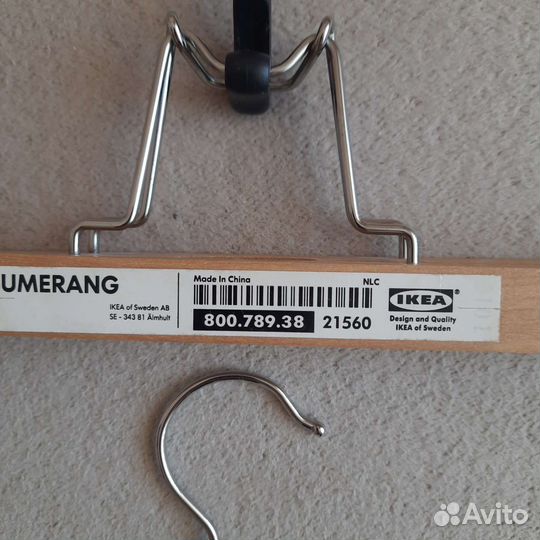 UMERANG
IKEA of Sweden AB
SE - 343 81 Älmhult
Made In China
NLC
800.789.38 21560
IKEA
Design and Quality
IKEA of Sweden
Avito